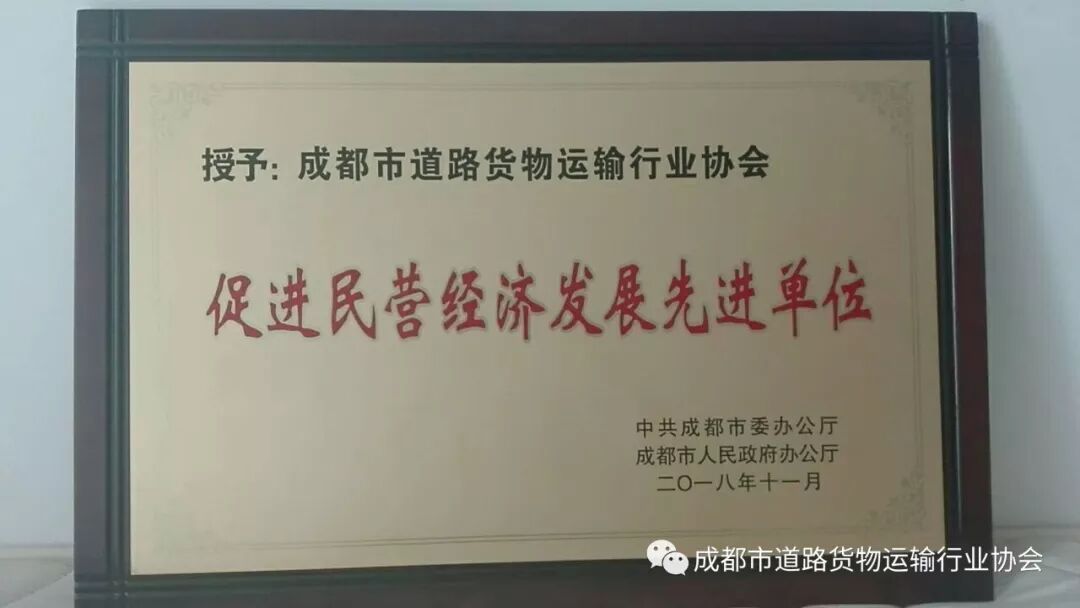 授予：成都市道路货物运输行业协会
促进民营经济发展先进单位
中共成都市委办公厅
成都市人民政府办公厅
二〇一八年十一月
成都市道路货物运输行业协会